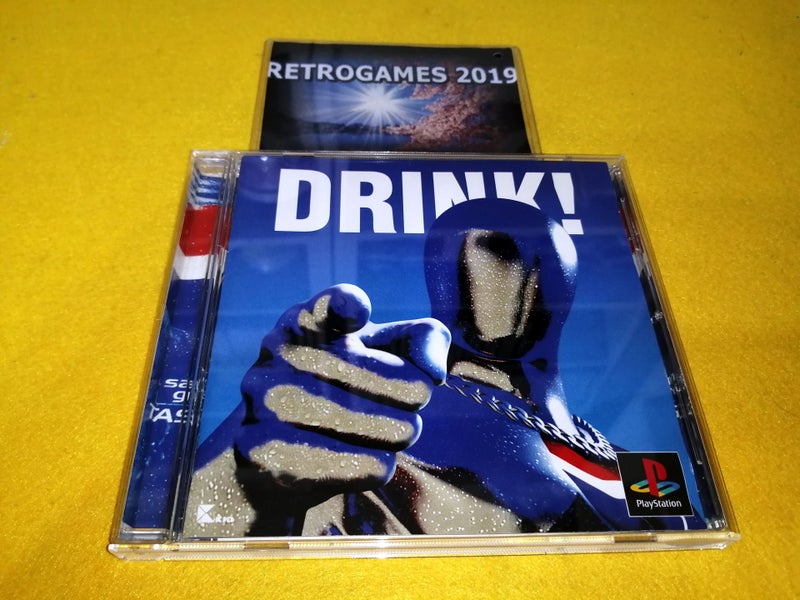 RETROGAMES 2019
DRINK!
PlayStation